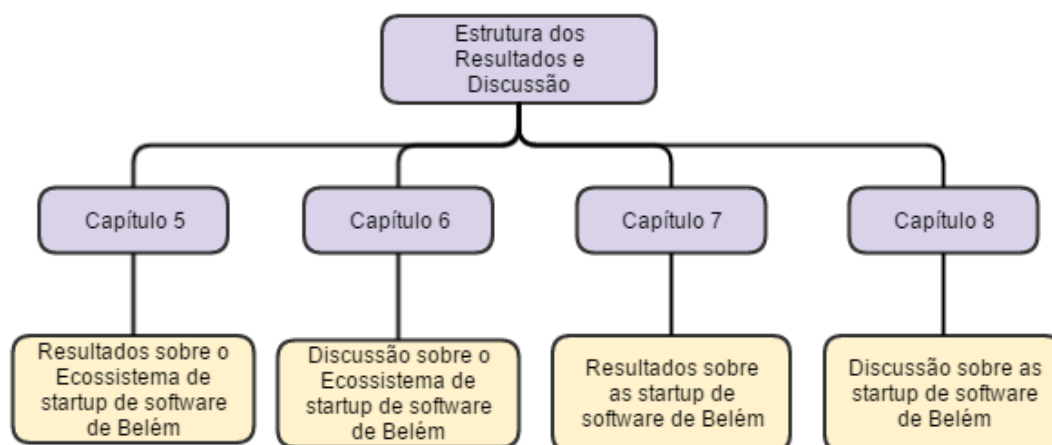 Estrutura dos
Resultados e
Discussão
Capítulo 5
Capítulo 6
Capítulo 7
Capítulo 8
Resultados sobre o
Ecossistema de
startup de software
de Belém
Discussão sobre o
Ecossistema de
startup de software
de Belém
Resultados sobre
as startup de
software de Belém
Discussão sobre as
startup de software
de Belém